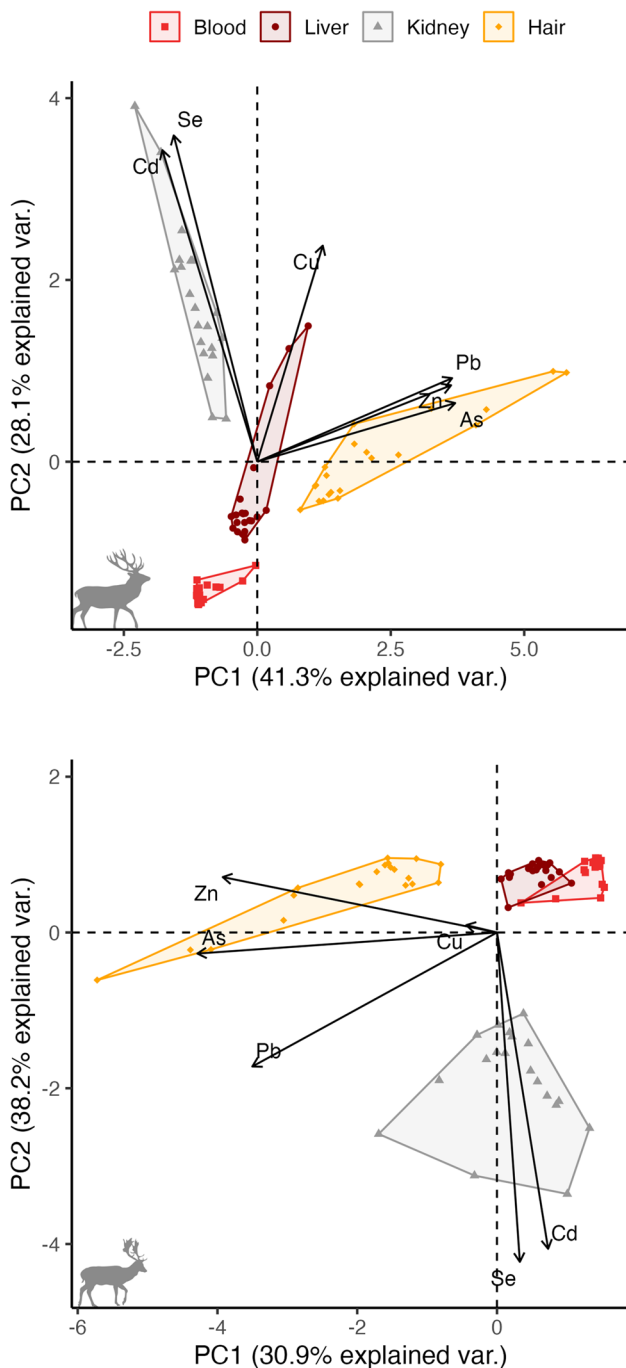 Blood Liver Kidney Hair
4
Se
Cd
Cu
2
Pb
Zn
As
0
PC2 (28.1% explained var.)
-2.5 0.0 2.5 5.0
PC1 (41.3% explained var.)
2
Zn
As
Cu
0
Pb
-2
PC2 (38.2% explained var.)
Cd
-4
Se
-6 -4 -2 0
PC1 (30.9% explained var.)